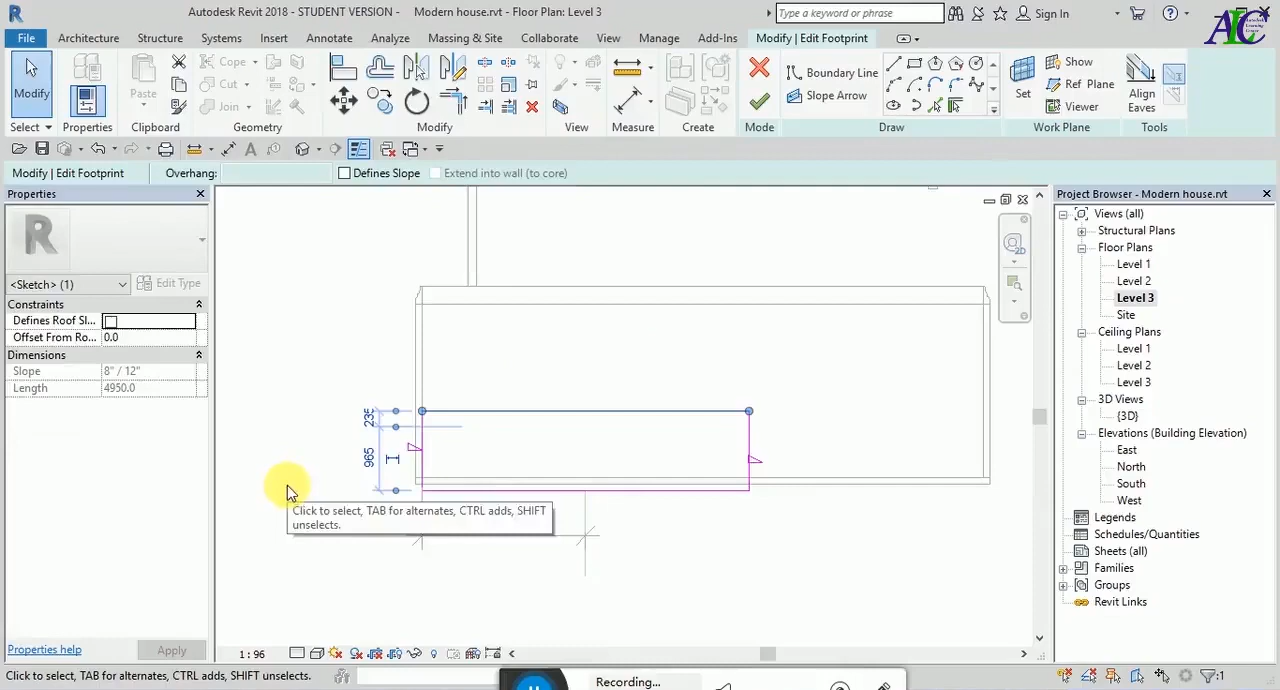 Autodesk Revit 2018 - STUDENT VERSION - Modern house.rvt - Floor Plan: Level 3
Type a keyword or phrase
Sign In
ALC
File Architecture Structure Systems Insert Annotate Analyze Massing & Site Collaborate View Manage Add-Ins Modify | Edit Footprint
Modify
Paste
Cope
Cut
Join
Boundary Line
Slope Arrow
Set
Show
Ref Plane
Viewer
Align
Eaves
Select Properties Clipboard Geometry Modify View Measure Create Mode Draw Work Plane Tools
Modify | Edit Footprint
Overhang:
Defines Slope
Extend into wall (to core)
Properties
R
<Sketch> (1)
Edit Type
Constraints
Defines Roof Sl...
Offset From Ro... 0.0
Dimensions
Slope 8" / 12"
Length 4950.0
Properties help
Apply
235
965
Click to select, TAB for alternates, CTRL adds, SHIFT
unselects.
2D
Project Browser - Modern house.rvt
Views (all)
Structural Plans
Floor Plans
Level 1
Level 2
Level 3
Site
Ceiling Plans
Level 1
Level 2
Level 3
3D Views
{3D}
Elevations (Building Elevation)
East
North
South
West
Legends
Schedules/Quantities
Sheets (all)
Families
Groups
Revit Links
1 : 96
Click to select, TAB for alternates, CTRL adds, SHIFT unselects.
Recording...
:1